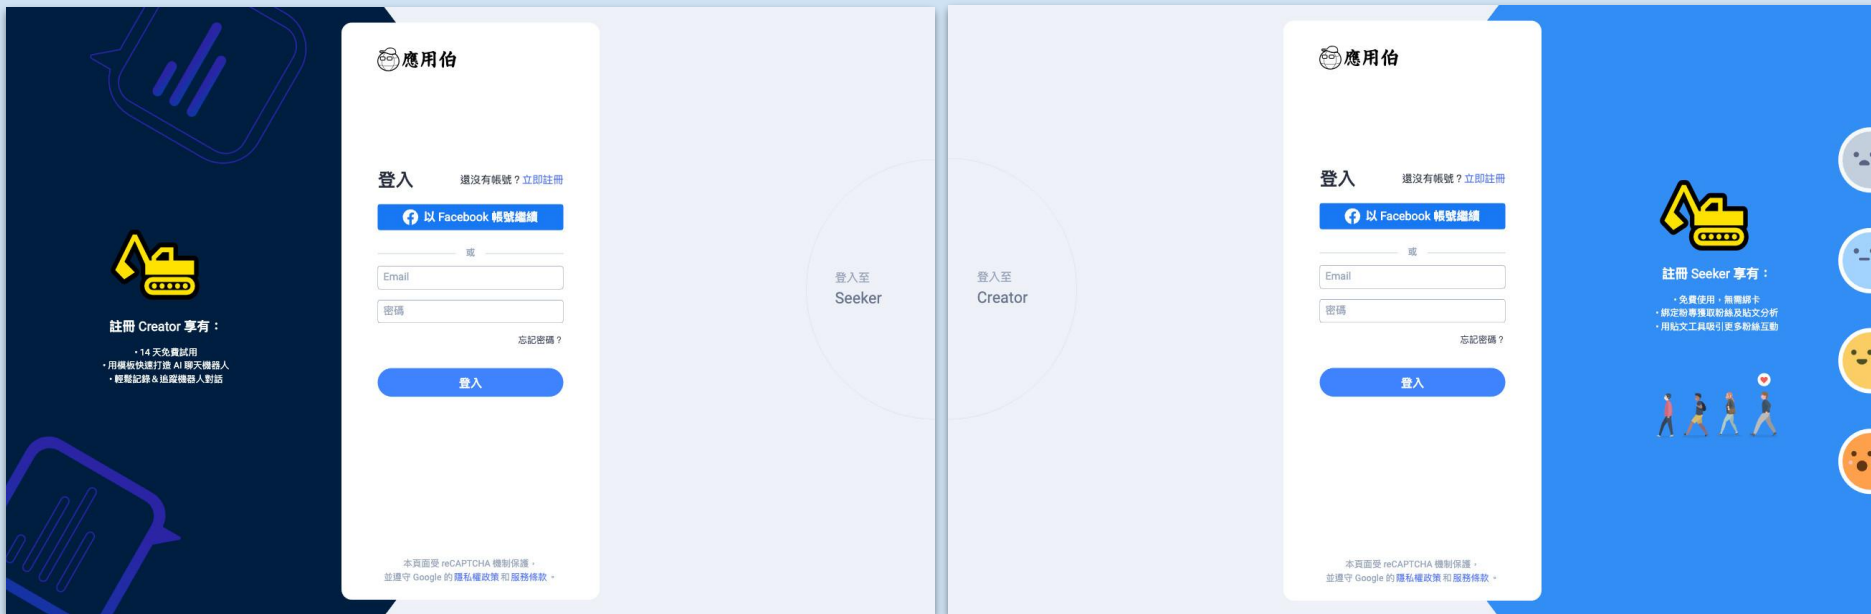 應用伯
登入
還沒有帳號？立即註冊
以 Facebook 帳號繼續
或
Email
密碼
忘記密碼？
登入
註冊 Creator 享有：
・14 天免費試用
・用模板快速打造 AI 聊天機器人
・輕鬆記錄＆追蹤機器人對話
登入至
Seeker
本頁面受 reCAPTCHA 機制保護，
並遵守 Google 的 隱私權政策 和 服務條款 。
應用伯
登入
還沒有帳號？立即註冊
以 Facebook 帳號繼續
或
Email
密碼
忘記密碼？
登入
登入至
Creator
註冊 Seeker 享有：
・免費使用，無需綁卡
・綁定粉專獲取粉絲及貼文分析
・用貼文工具吸引更多粉絲互動
本頁面受 reCAPTCHA 機制保護，
並遵守 Google 的 隱私權政策 和 服務條款 。